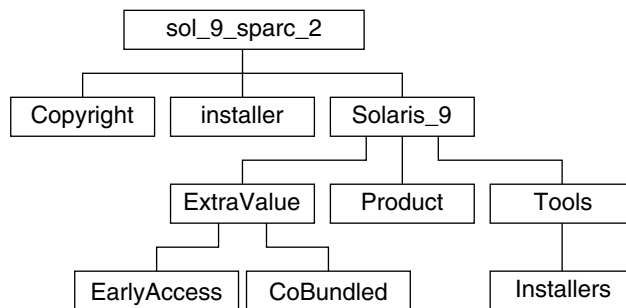 sol_9_sparc_2
Copyright
installer
Solaris_9
ExtraValue
Product
Tools
EarlyAccess
CoBundled
Installers